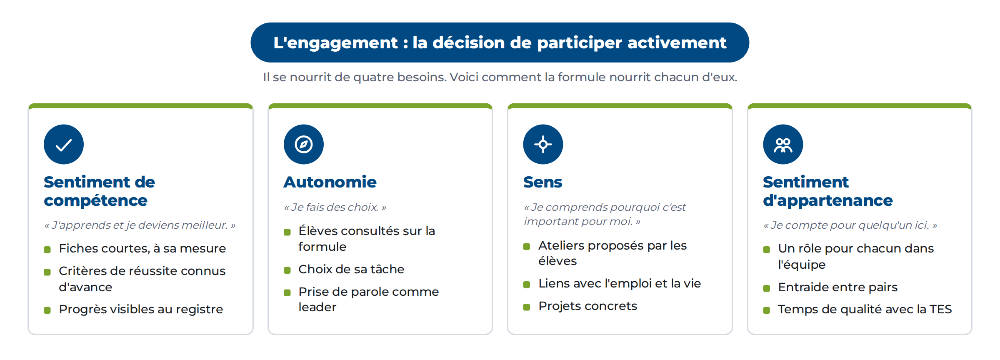 L'engagement : la décision de participer activement
Il se nourrit de quatre besoins. Voici comment la formule nourrit chacun d'eux.
Sentiment de
compétence
« J'apprends et je deviens meilleur. »
Fiches courtes, à sa mesure
Critères de réussite connus
d'avance
Progrès visibles au registre
Autonomie
« Je fais des choix. »
Élèves consultés sur la
formule
Choix de sa tâche
Prise de parole comme
leader
Sens
« Je comprends pourquoi c'est
important pour moi. »
Ateliers proposés par les
élèves
Liens avec l'emploi et la vie
Projets concrets
Sentiment
d'appartenance
« Je compte pour quelqu'un ici. »
Un rôle pour chacun dans
l'équipe
Entraide entre pairs
Temps de qualité avec la TES